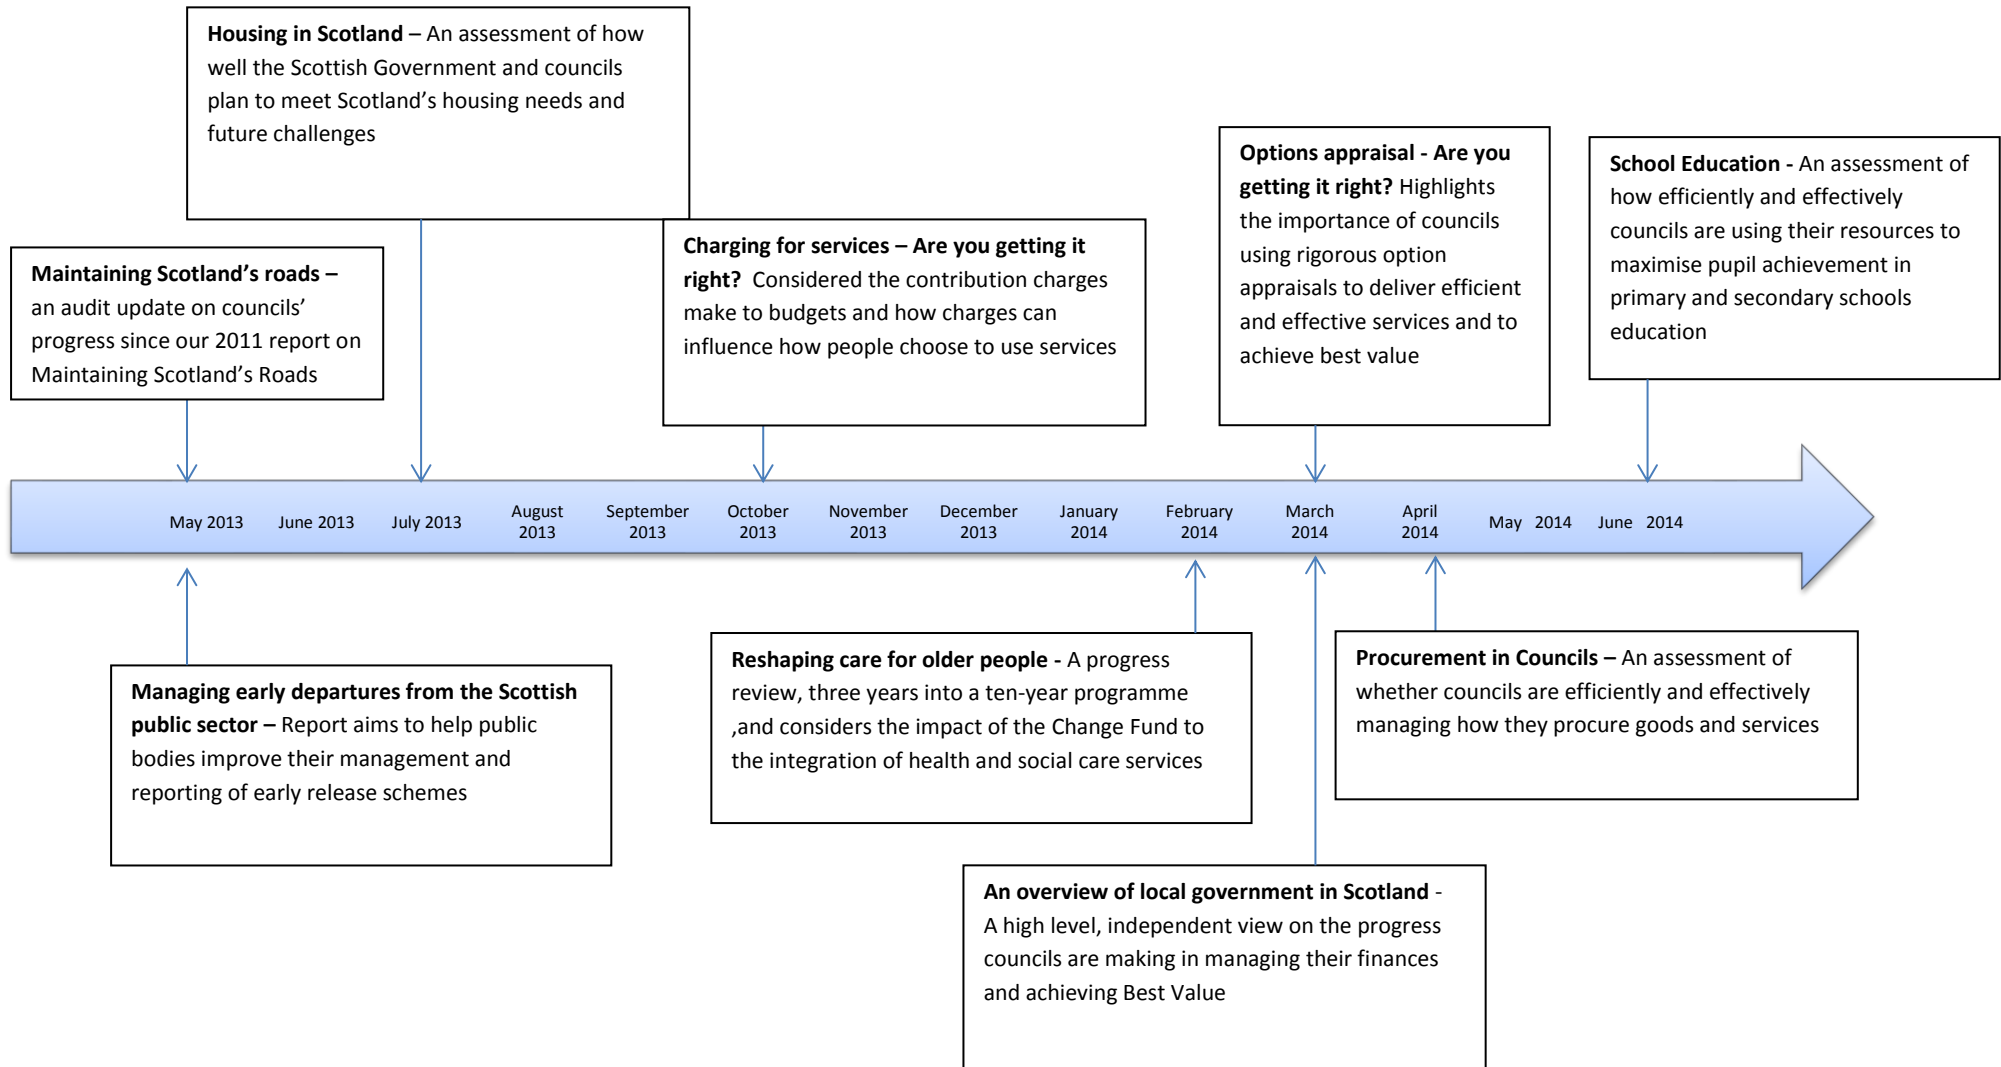 Housing in Scotland – An assessment of how
well the Scottish Government and councils
plan to meet Scotland's housing needs and
future challenges
Maintaining Scotland's roads –
an audit update on councils'
progress since our 2011 report on
Maintaining Scotland's Roads
Charging for services – Are you getting it
right?  Considered the contribution charges
make to budgets and how charges can
influence how people choose to use services
Options appraisal - Are you
getting it right? Highlights
the importance of councils
using rigorous option
appraisals to deliver efficient
and effective services and to
achieve best value
School Education - An assessment of
how efficiently and effectively
councils are using their resources to
maximise pupil achievement in
primary and secondary schools
education
May 2013
June 2013
July 2013
August
2013
September
2013
October
2013
November
2013
December
2013
January
2014
February
2014
March
2014
April
2014
May   2014
June   2014
Managing early departures from the Scottish
public sector – Report aims to help public
bodies improve their management and
reporting of early release schemes
Reshaping care for older people - A progress
review, three years into a ten-year programme
,and considers the impact of the Change Fund to
the integration of health and social care services
Procurement in Councils – An assessment of
whether councils are efficiently and effectively
managing how they procure goods and services
An overview of local government in Scotland -
A high level, independent view on the progress
councils are making in managing their finances
and achieving Best Value